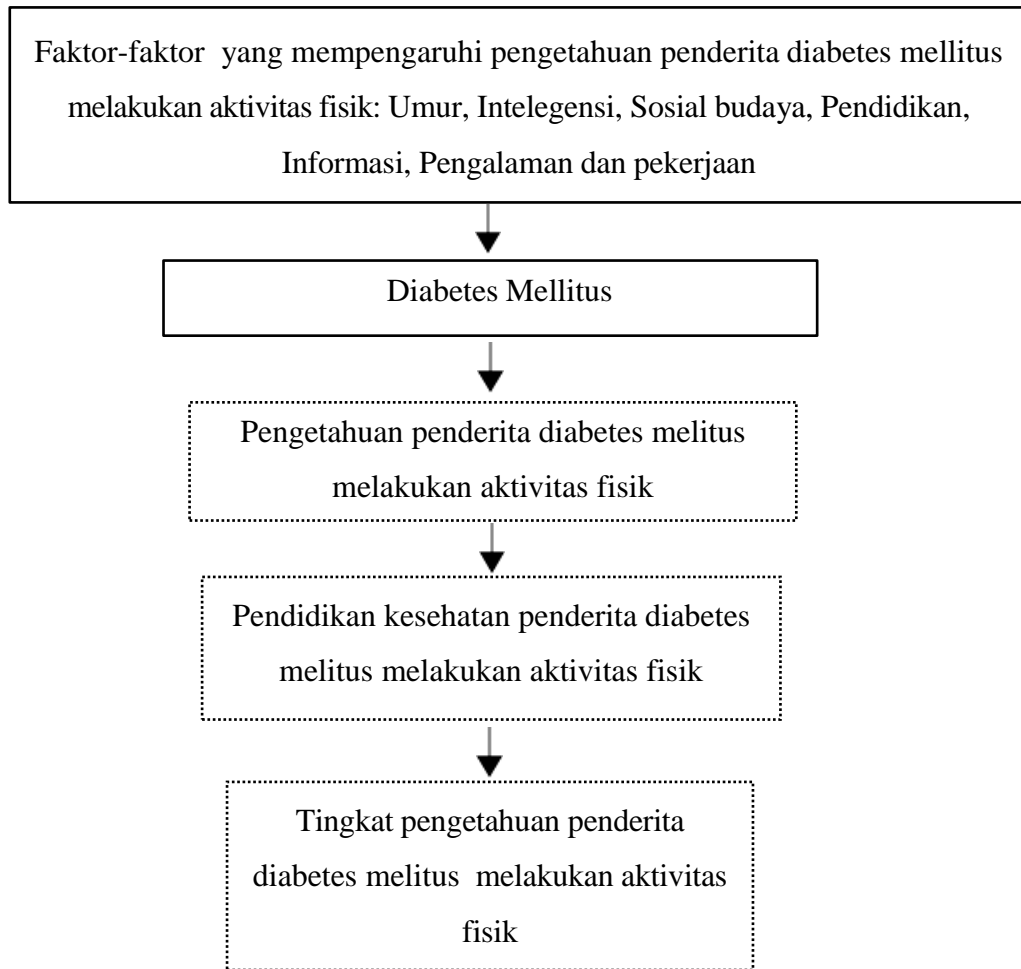 Faktor-faktor yang mempengaruhi pengetahuan penderita diabetes mellitus
melakukan aktivitas fisik: Umur, Intelegensi, Sosial budaya, Pendidikan,
Informasi, Pengalaman dan pekerjaan
Diabetes Mellitus
Pengetahuan penderita diabetes melitus
melakukan aktivitas fisik
Pendidikan kesehatan penderita diabetes
melitus melakukan aktivitas fisik
Tingkat pengetahuan penderita
diabetes melitus melakukan aktivitas
fisik